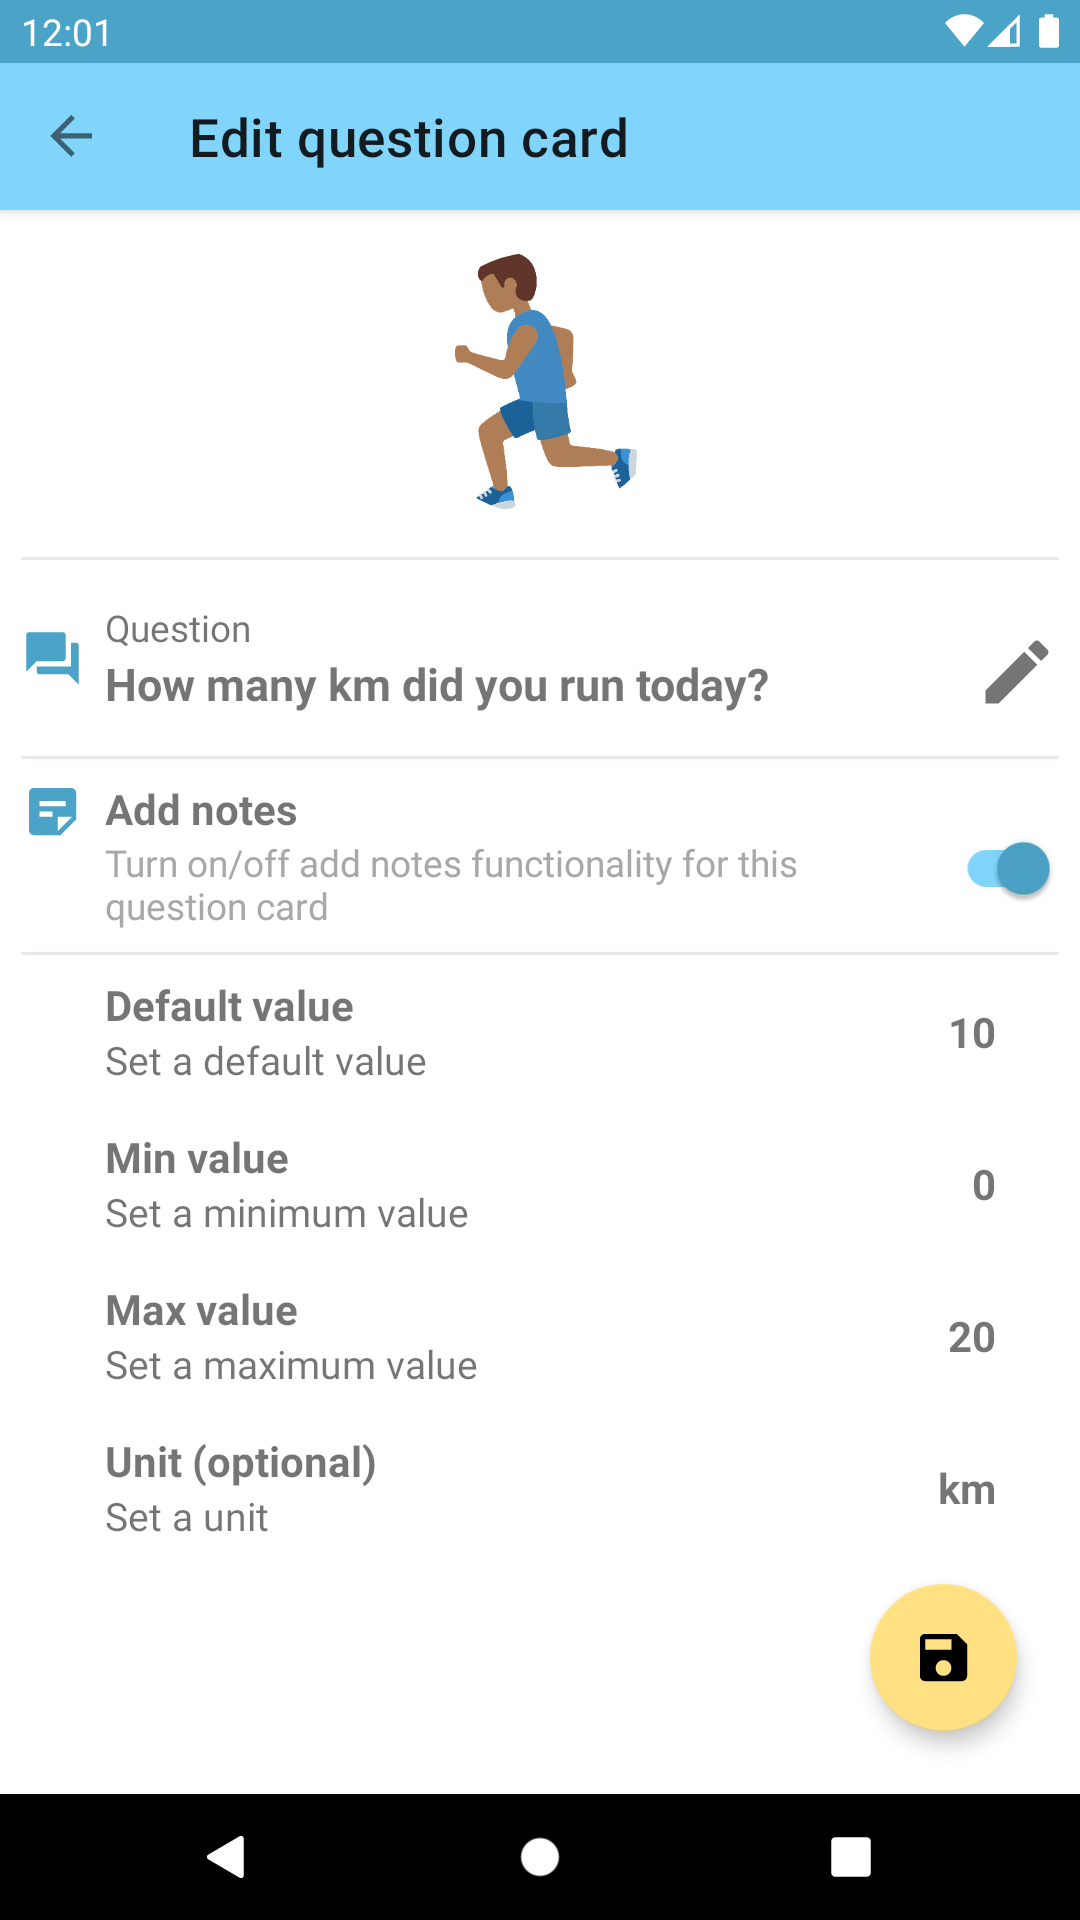 12:01
Edit question card
Question
How many km did you run today?
Add notes
Turn on/off add notes functionality for this
question card
Default value
Set a default value
10
Min value
Set a minimum value
0
Max value
Set a maximum value
20
Unit (optional)
Set a unit
km